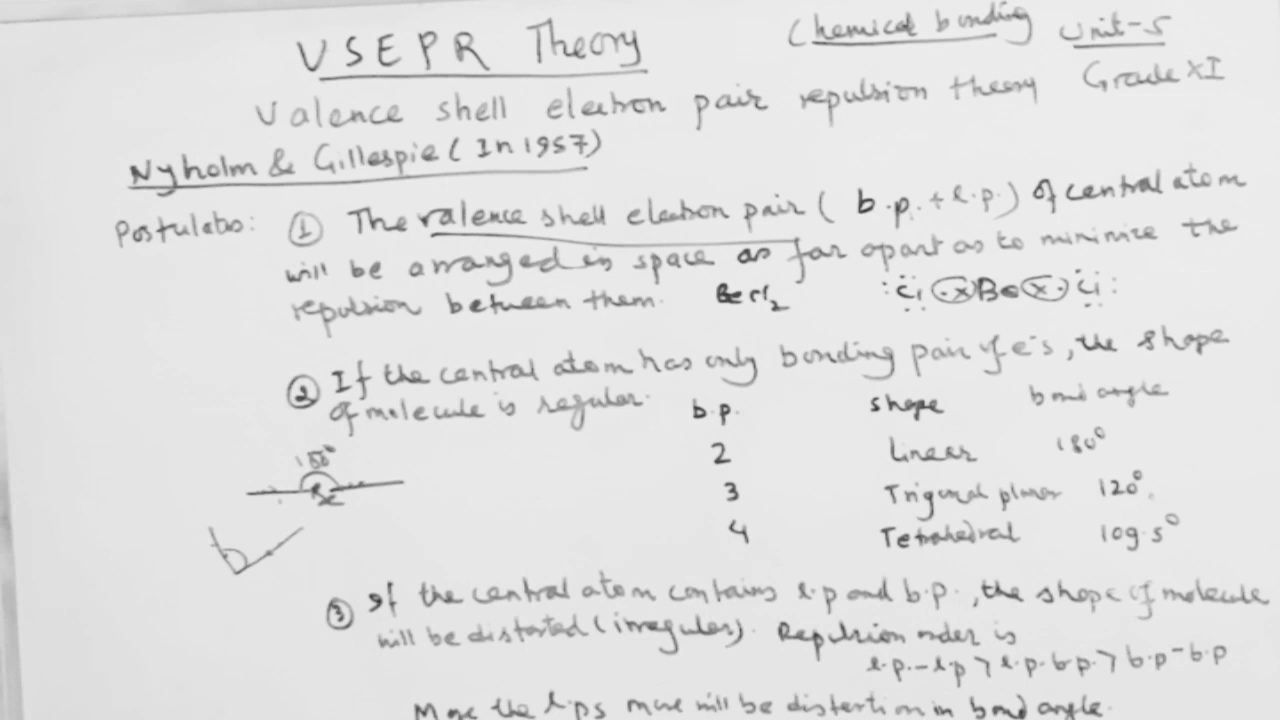 VSEPR Theory Chemical bonding Unit-5
Valence shell electron pair repulsion theory Grade XI
Nyholm & Gillespie (In 1957)
Postulates: ① The valence shell electron pair (b.p. + l.p.) of central atom
will be arranged in space as far apart as to minimize the
repulsion between them. BeCl2 :Cl ·x Be x· Cl:
② If the central atom has only bonding pair of e's, the shape
of molecule is regular. b.p. shape bond angle
2 Linear 180°
3 Trigonal planar 120°
4 Tetrahedral 109.5°
180°
Be
③ If the central atom contains l.p and b.p., the shape of molecule
will be distorted (irregular). Repulsion order is
l.p.-l.p > l.p.b.p. > b.p-b.p
More the l.ps more will be distortion in bond angle.